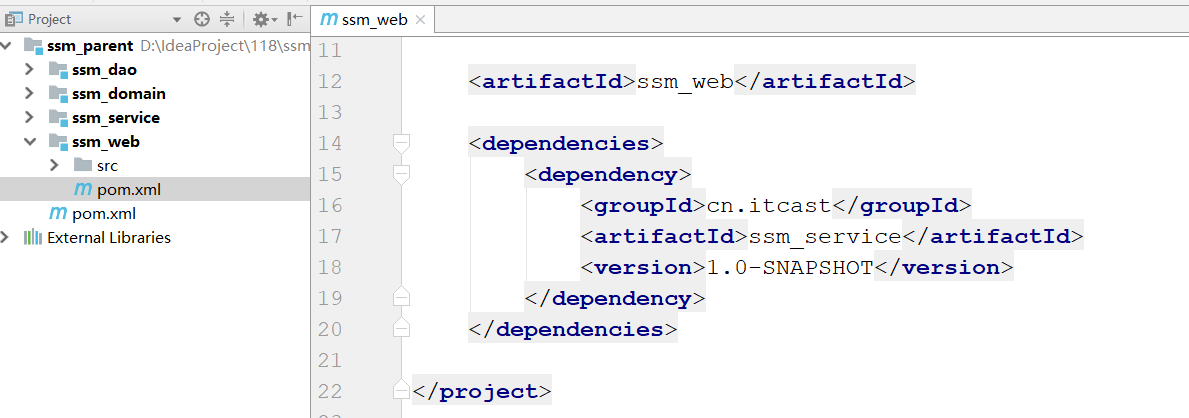 Project
ssm_parent D:\IdeaProject\118\ssm
ssm_dao
ssm_domain
ssm_service
ssm_web
src
pom.xml
pom.xml
External Libraries
ssm_web
11
12 <artifactId>ssm_web</artifactId>
13
14 <dependencies>
15 <dependency>
16 <groupId>cn.itcast</groupId>
17 <artifactId>ssm_service</artifactId>
18 <version>1.0-SNAPSHOT</version>
19 </dependency>
20 </dependencies>
21
22 </project>